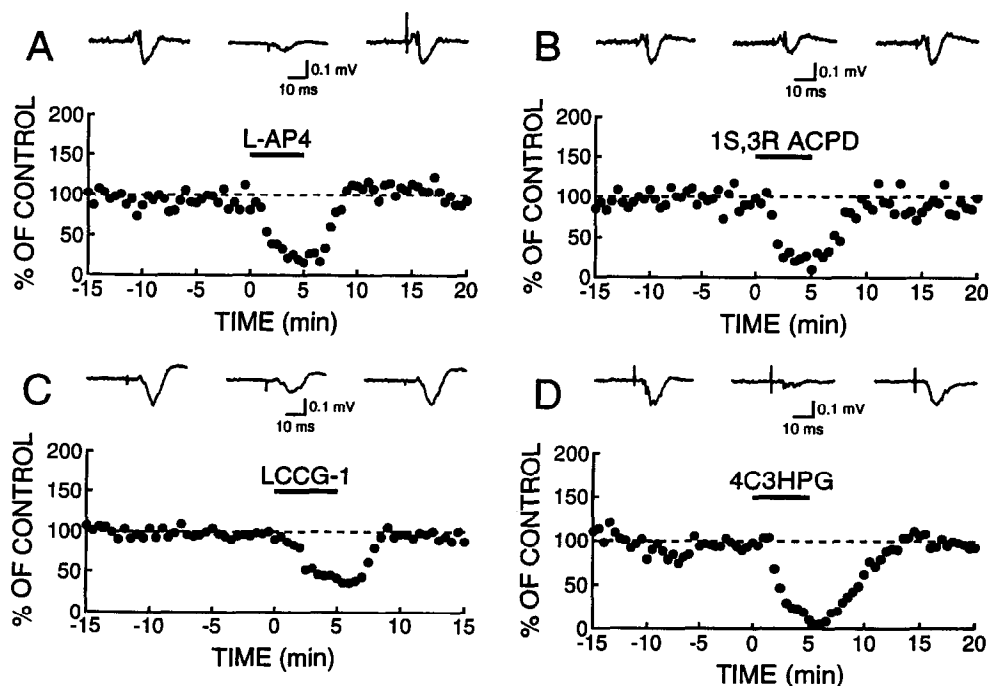 A
0.1 mV
10 ms
% OF CONTROL
200
150
100
50
0
L-AP4
-15 -10 -5 0 5 10 15 20
TIME (min)
B
0.1 mV
10 ms
% OF CONTROL
200
150
100
50
0
1S,3R ACPD
-15 -10 -5 0 5 10 15 20
TIME (min)
C
0.1 mV
10 ms
% OF CONTROL
200
150
100
50
0
LCCG-1
-15 -10 -5 0 5 10 15
TIME (min)
D
0.1 mV
10 ms
% OF CONTROL
200
150
100
50
0
4C3HPG
-15 -10 -5 0 5 10 15 20
TIME (min)